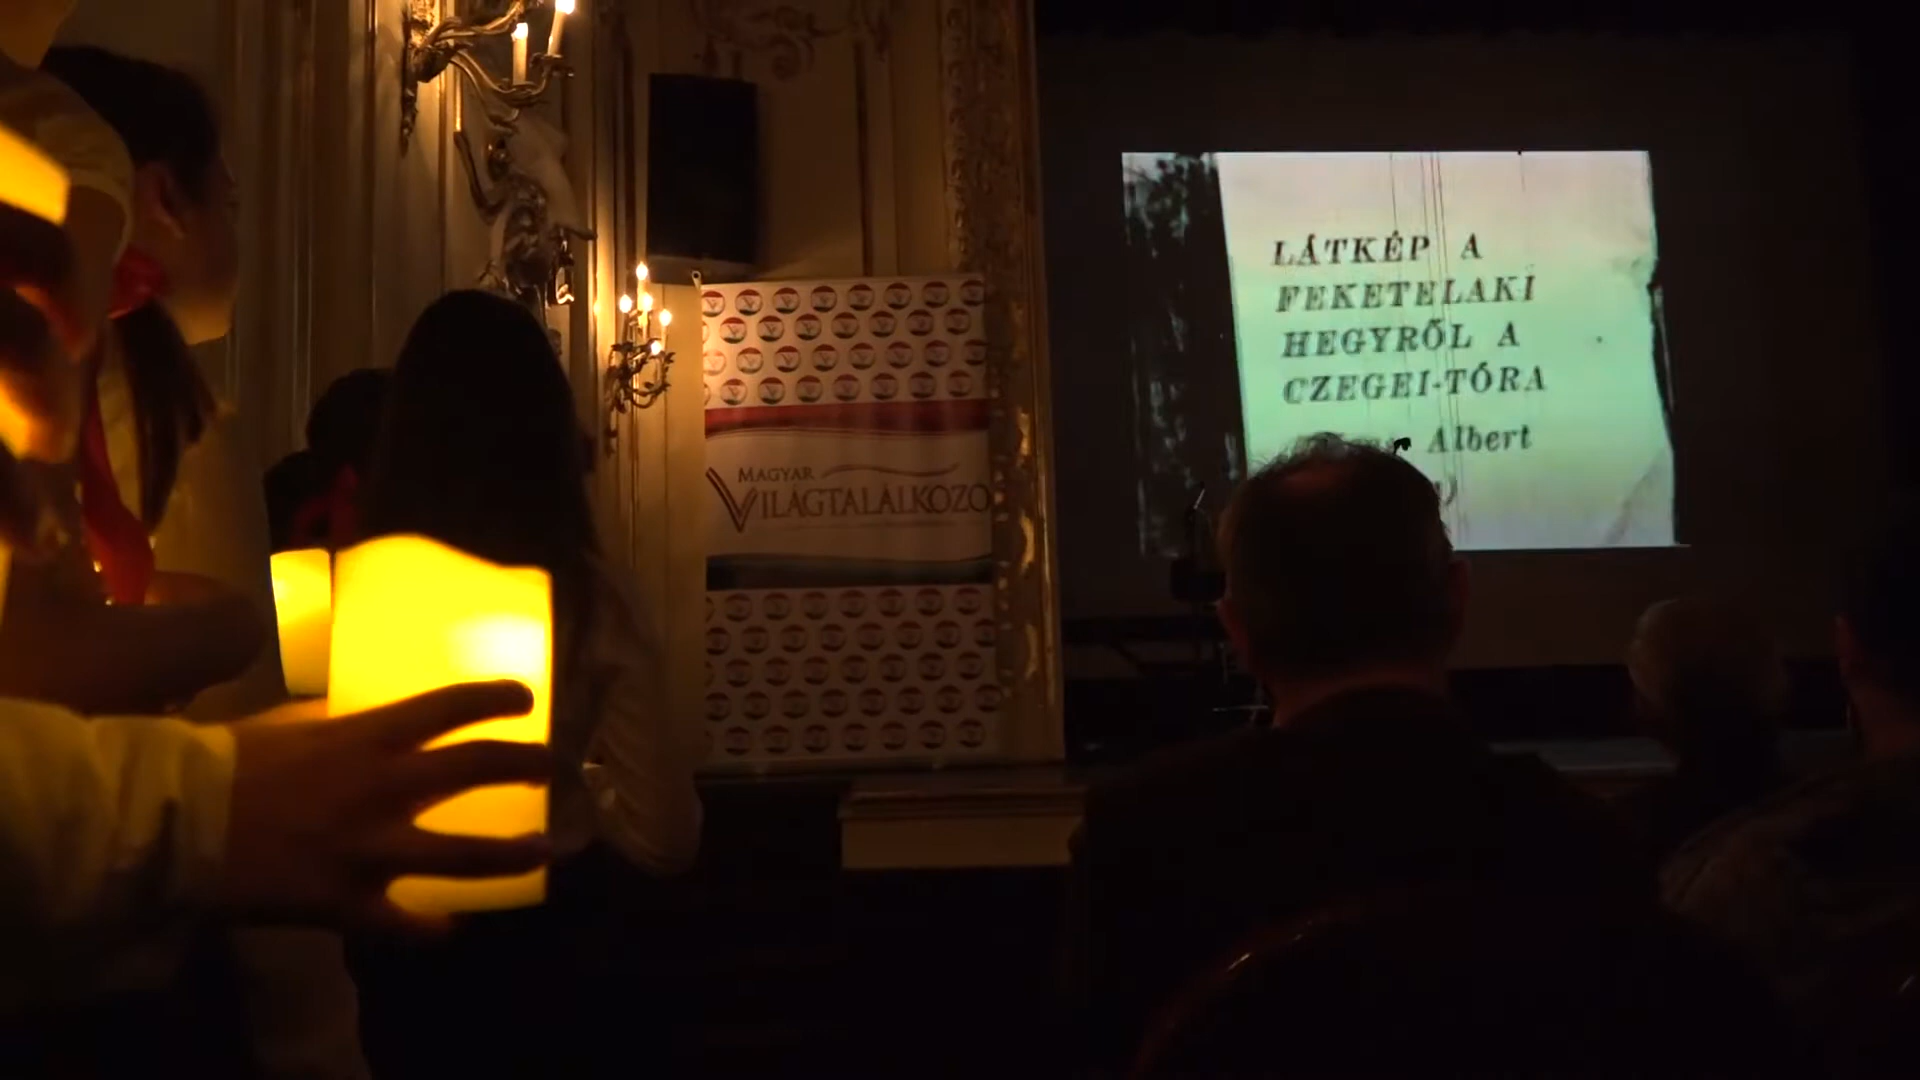 MAGYAR
VILÁGTALÁLKOZÓ
LÁTKÉP A
FEKETELAKI
HEGYRŐL A
CZEGEI-TÓRA
Albert